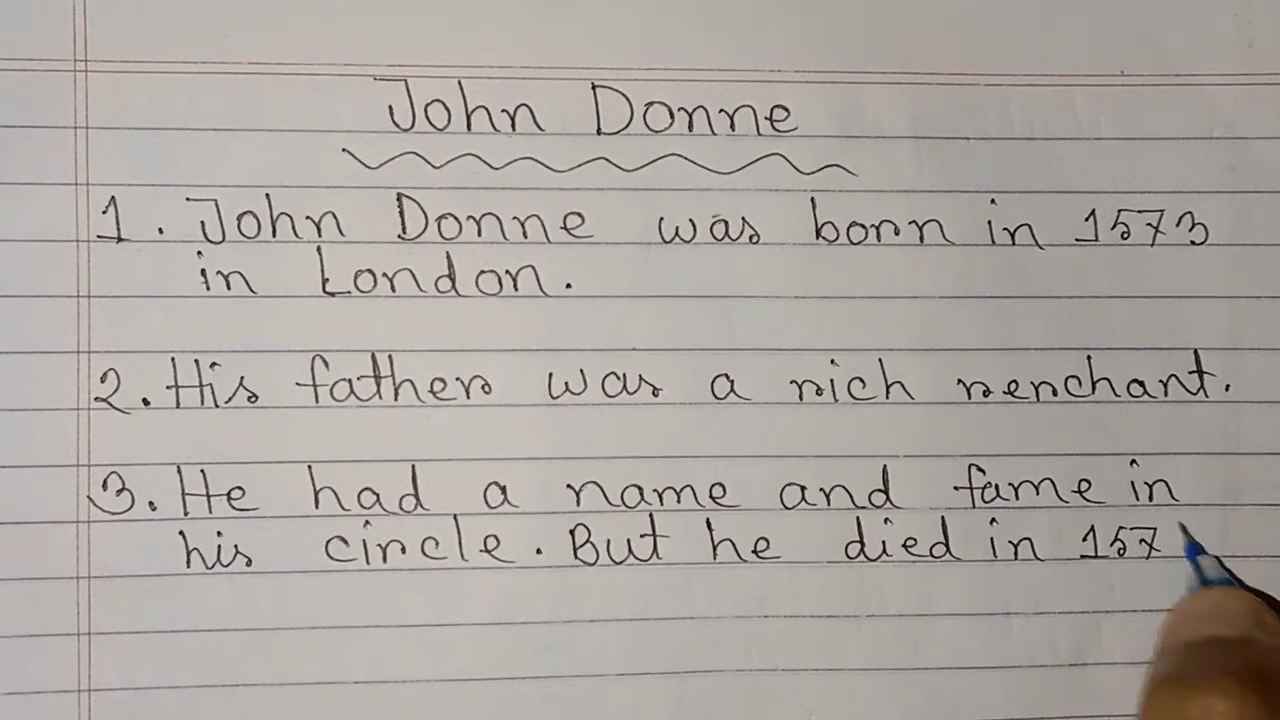 John Donne
1. John Donne was born in 1573
in London.
2. His father was a rich merchant.
3. He had a name and fame in
his circle. But he died in 157